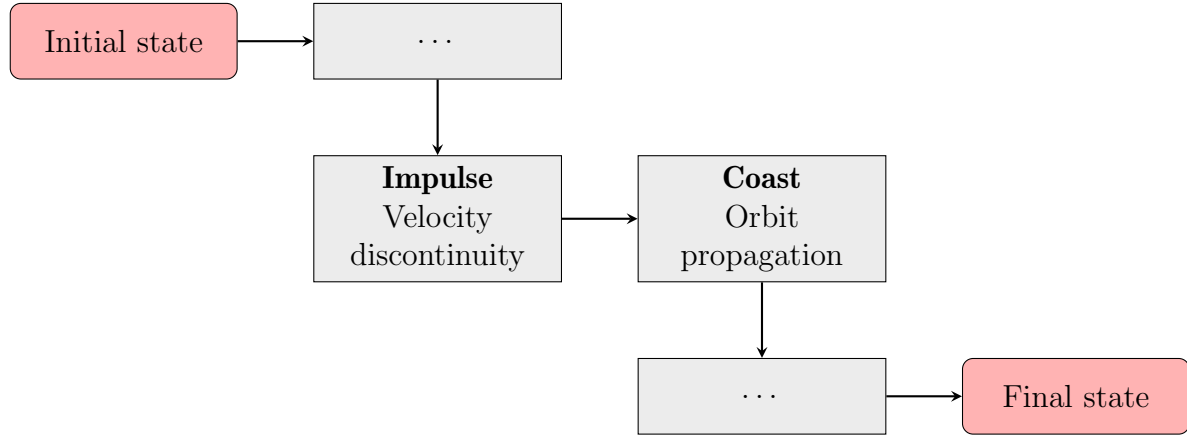 Initial state
...
Impulse
Velocity
discontinuity
Coast
Orbit
propagation
...
Final state